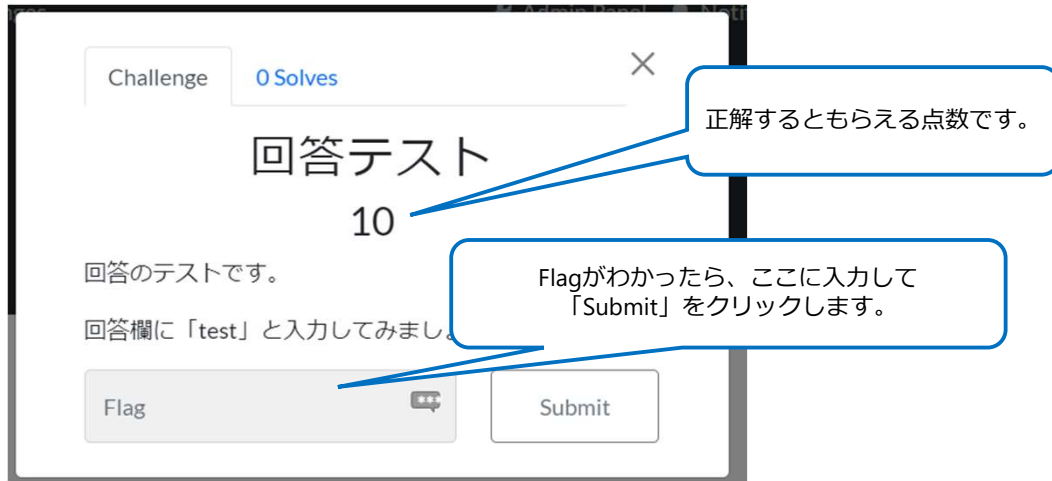 Admin Panel
Challenge
0 Solves
正解するともらえる点数です。
回答テスト
10
回答のテストです。
Flagがわかったら、ここに入力して
「Submit」をクリックします。
回答欄に「test」と入力してみまし
Flag
Submit